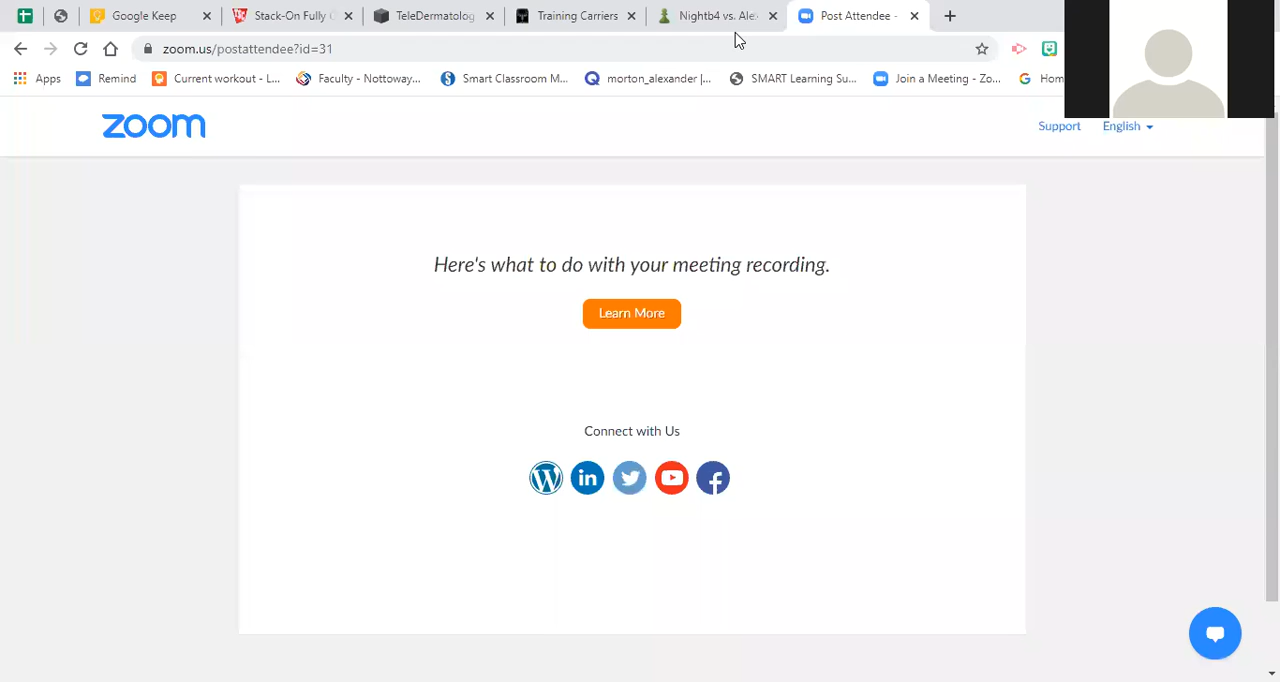 Google Keep
Stack-On Fully
TeleDermatolog
Training Carriers
Nightb4 vs. Ale
Post Attendee -
zoom.us/postattendee?id=31
Apps
Remind
Current workout - L...
Faculty - Nottoway...
Smart Classroom M...
morton_alexander |...
SMART Learning Su...
Join a Meeting - Zo...
Hom
zoom
Support
English
Here's what to do with your meeting recording.
Learn More
Connect with Us